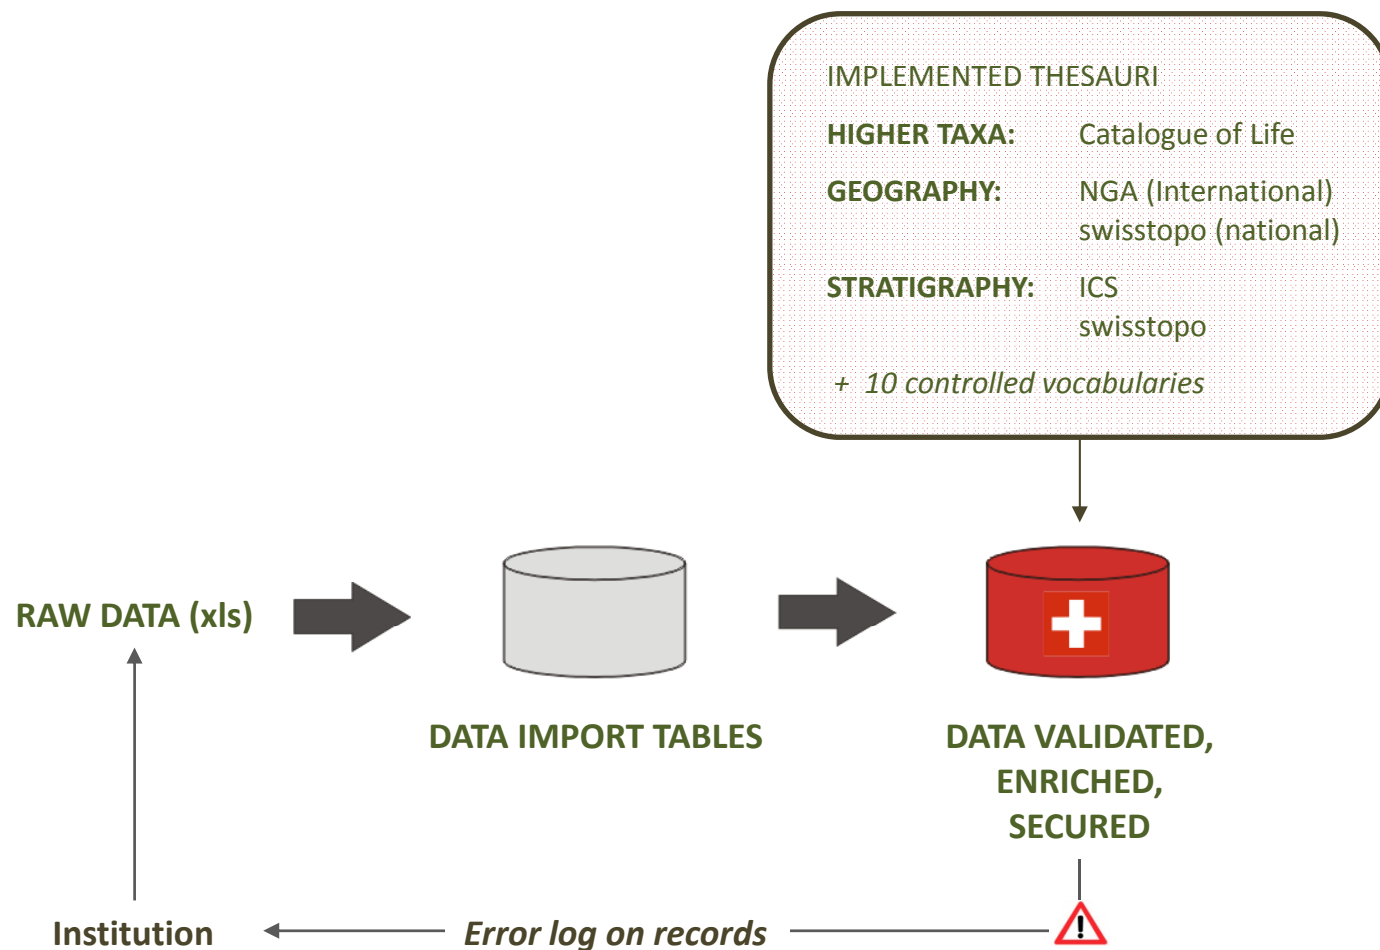 IMPLEMENTED THESAURI
HIGHER TAXA: Catalogue of Life
GEOGRAPHY: NGA (International)
swisstopo (national)
STRATIGRAPHY: ICS
swisstopo
+ 10 controlled vocabularies
RAW DATA (xls)
DATA IMPORT TABLES
DATA VALIDATED,
ENRICHED,
SECURED
Institution
Error log on records